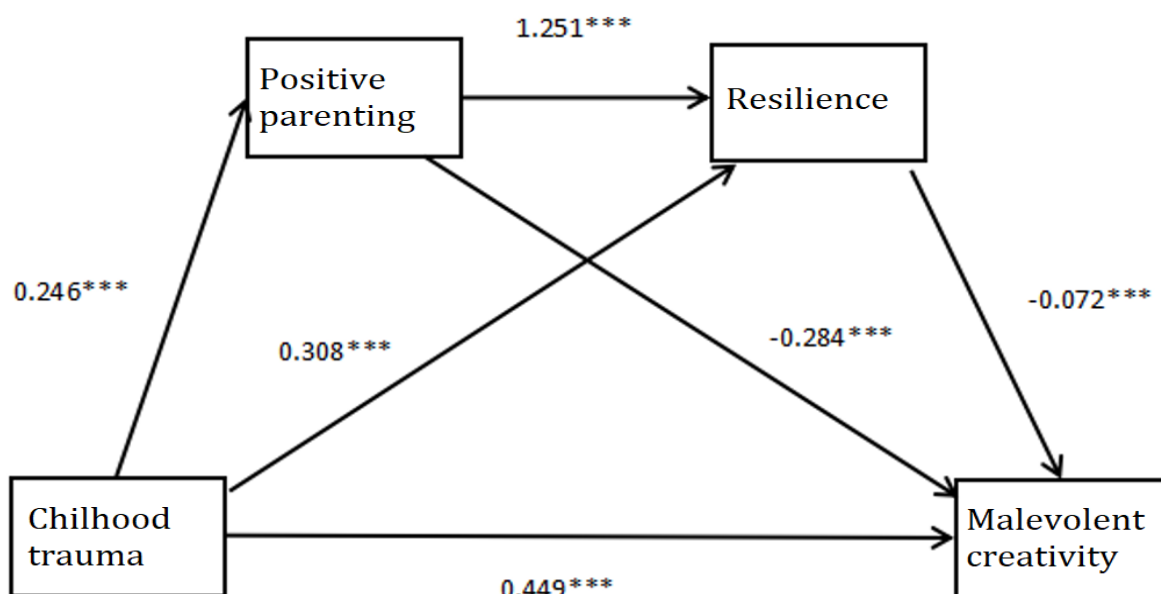 1.251***
Positive
parenting
Resilience
0.246***
0.308***
-0.284***
-0.072***
Chilhood
trauma
Malevolent
creativity
0.449***